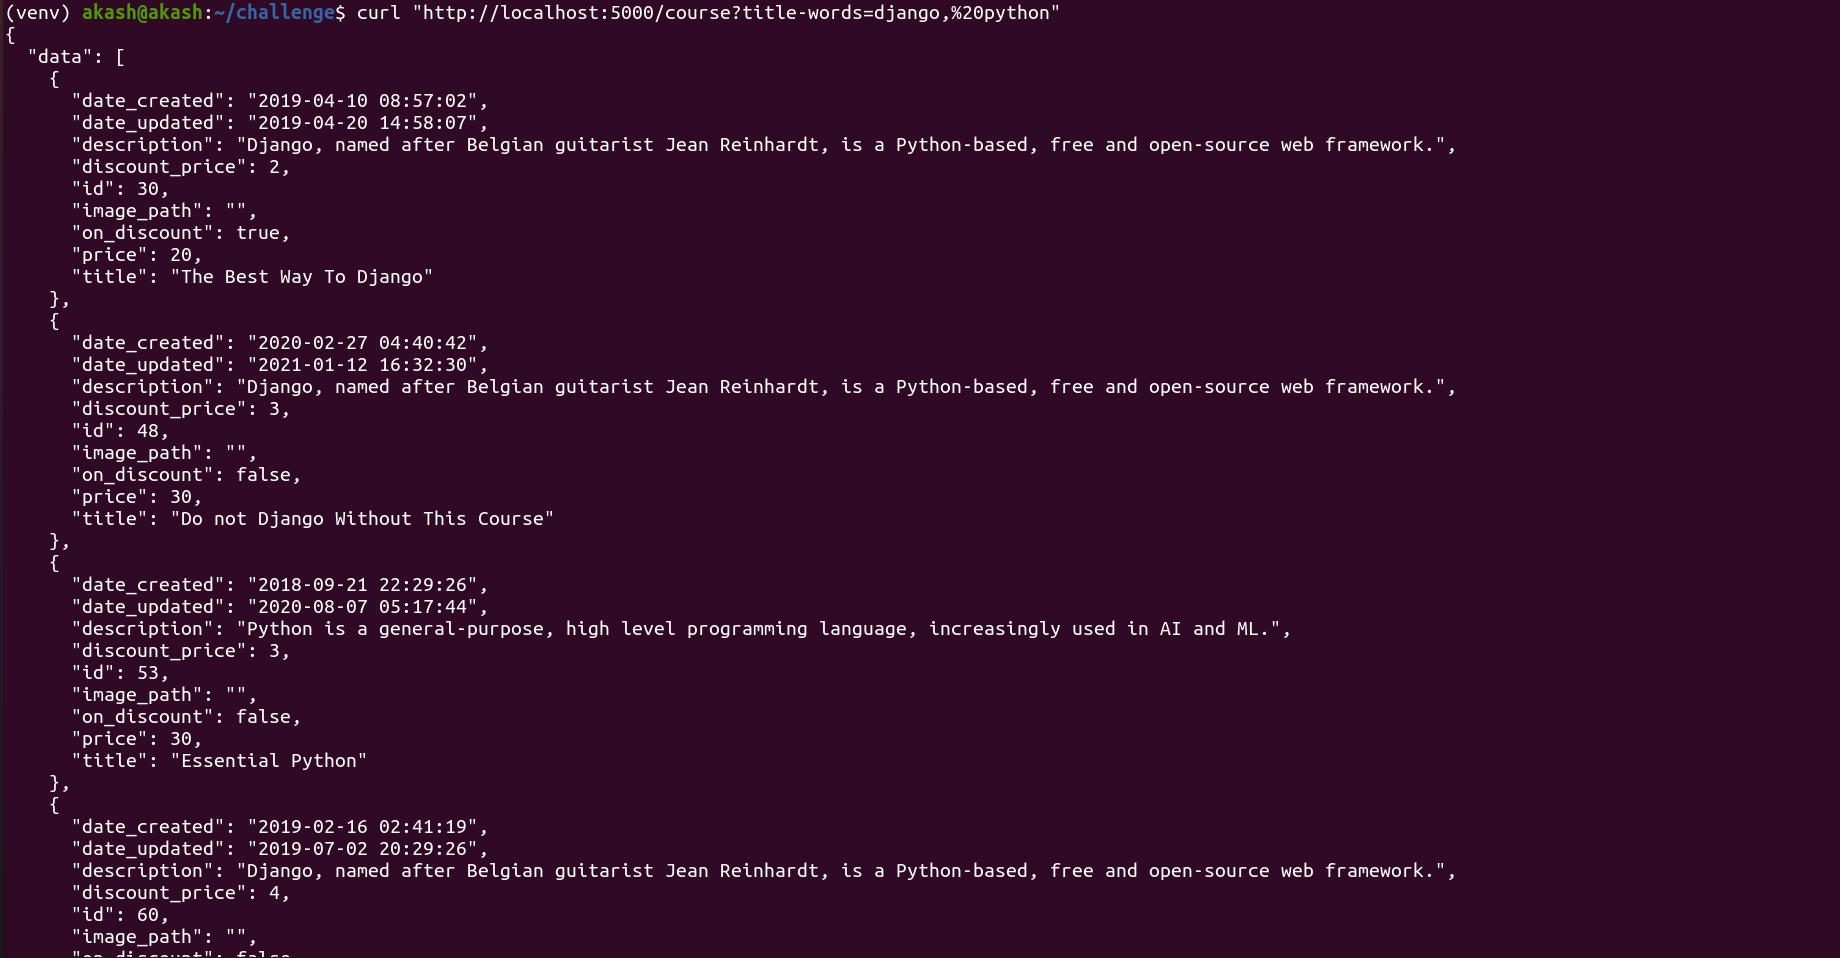 (venv) akash@akash:~/challenge$ curl "http://localhost:5000/course?title-words=django,%20python"
{
  "data": [
    {
      "date_created": "2019-04-10 08:57:02",
      "date_updated": "2019-04-20 14:58:07",
      "description": "Django, named after Belgian guitarist Jean Reinhardt, is a Python-based, free and open-source web framework.",
      "discount_price": 2,
      "id": 30,
      "image_path": "",
      "on_discount": true,
      "price": 20,
      "title": "The Best Way To Django"
    },
    {
      "date_created": "2020-02-27 04:40:42",
      "date_updated": "2021-01-12 16:32:30",
      "description": "Django, named after Belgian guitarist Jean Reinhardt, is a Python-based, free and open-source web framework.",
      "discount_price": 3,
      "id": 48,
      "image_path": "",
      "on_discount": false,
      "price": 30,
      "title": "Do not Django Without This Course"
    },
    {
      "date_created": "2018-09-21 22:29:26",
      "date_updated": "2020-08-07 05:17:44",
      "description": "Python is a general-purpose, high level programming language, increasingly used in AI and ML.",
      "discount_price": 3,
      "id": 53,
      "image_path": "",
      "on_discount": false,
      "price": 30,
      "title": "Essential Python"
    },
    {
      "date_created": "2019-02-16 02:41:19",
      "date_updated": "2019-07-02 20:29:26",
      "description": "Django, named after Belgian guitarist Jean Reinhardt, is a Python-based, free and open-source web framework.",
      "discount_price": 4,
      "id": 60,
      "image_path": "",
      "on_discount": false